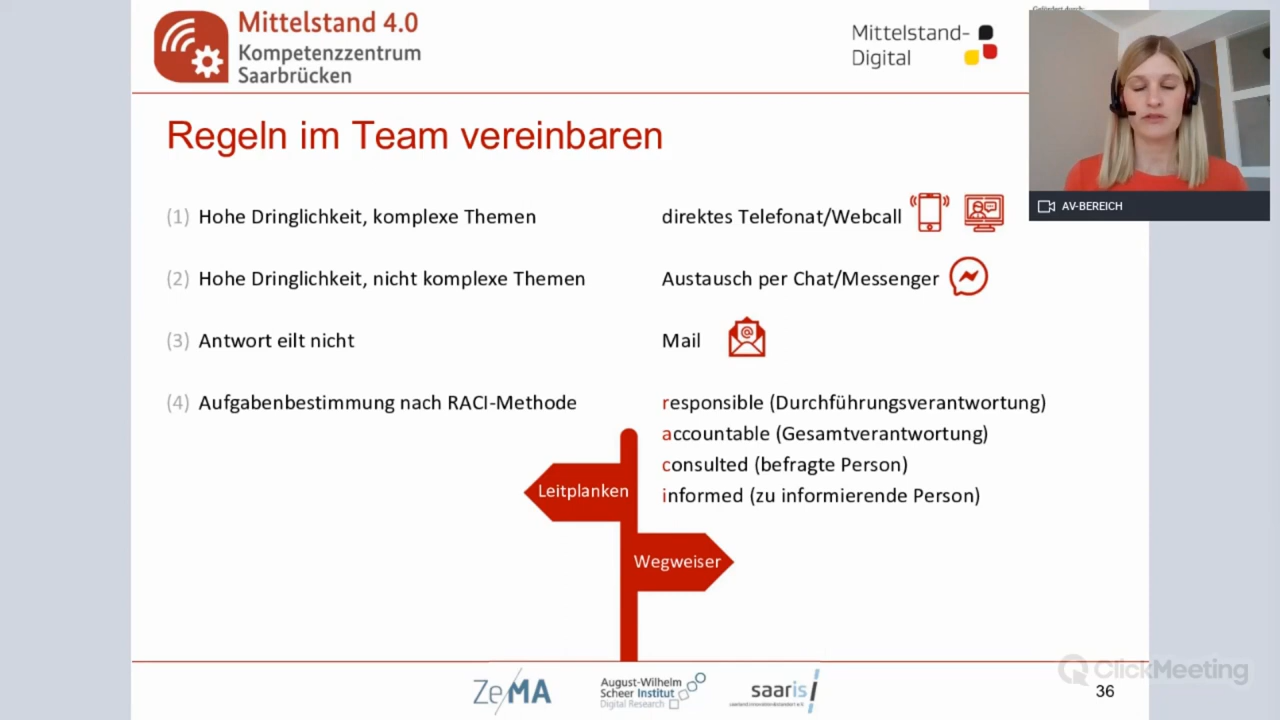 Mittelstand 4.0
Kompetenzzentrum
Saarbrücken
Mittelstand-
Digital
Regeln im Team vereinbaren
AV-BEREICH
(1) Hohe Dringlichkeit, komplexe Themen direktes Telefonat/Webcall
(2) Hohe Dringlichkeit, nicht komplexe Themen Austausch per Chat/Messenger
(3) Antwort eilt nicht Mail
(4) Aufgabenbestimmung nach RACI-Methode responsible (Durchführungsverantwortung)
accountable (Gesamtverantwortung)
consulted (befragte Person)
informed (zu informierende Person)
Leitplanken
Wegweiser
ZeMA
August-Wilhelm
Scheer Institut
Digital Research
saaris
ClickMeeting
36